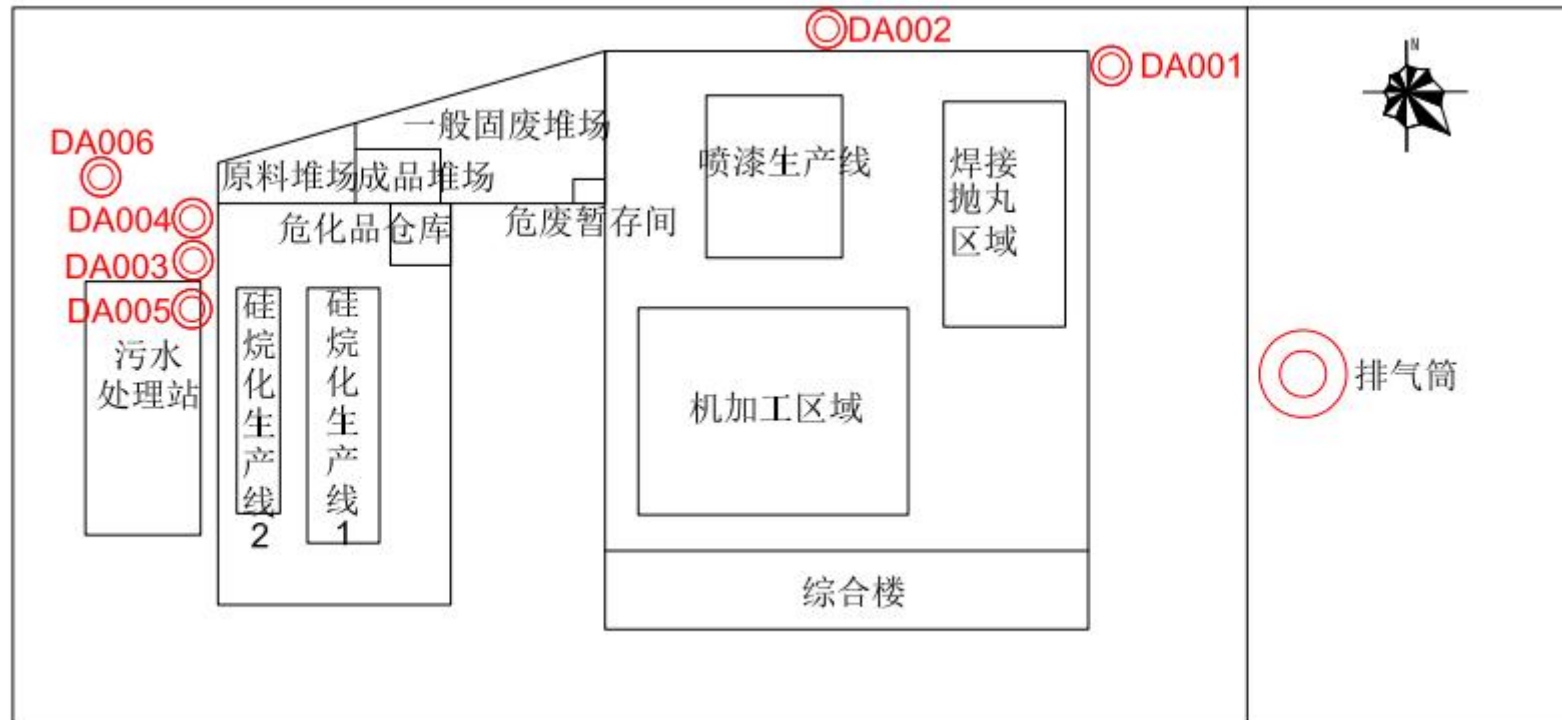 DA002
DA001
N
一般固废堆场
DA006
原料堆场
成品堆场
喷漆生产线
焊接
抛丸
区域
DA004
危化品仓库
危废暂存间
DA003
DA005
污水
处理站
硅烷化生产线2
硅烷化生产线1
机加工区域
排气筒
综合楼